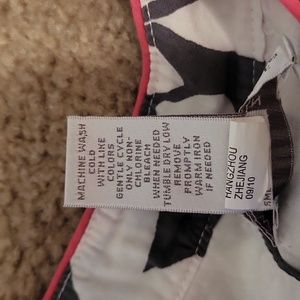 MACHINE WASH
COLD
WITH LIKE
COLORS
GENTLE CYCLE
ONLY NON-
CHLORINE
BLEACH
WHEN NEEDED
TUMBLE DRY LOW
REMOVE
PROMPTLY
WARM IRON
IF NEEDED
HANGZHOU
ZHEJIANG
09/10